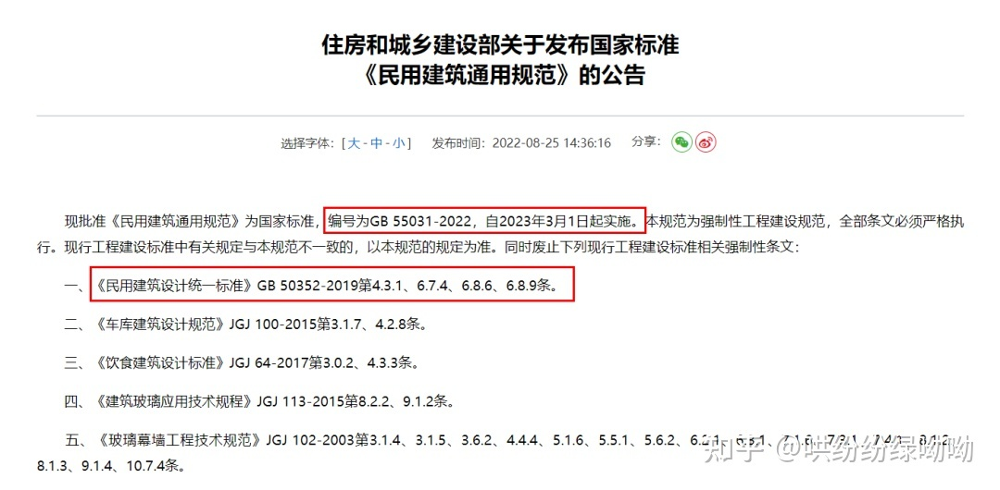 住房和城乡建设部关于发布国家标准
《民用建筑通用规范》的公告
选择字体：[大-中-小] 发布时间：2022-08-25 14:36:16 分享：
现批准《民用建筑通用规范》为国家标准，编号为GB 55031-2022，自2023年3月1日起实施。本规范为强制性工程建设规范，全部条文必须严格执
行。现行工程建设标准中有关规定与本规范不一致的，以本规范的规定为准。同时废止下列现行工程建设标准相关强制性条文：
一、《民用建筑设计统一标准》GB 50352-2019第4.3.1、6.7.4、6.8.6、6.8.9条。
二、《车库建筑设计规范》JGJ 100-2015第3.1.7、4.2.8条。
三、《饮食建筑设计标准》JGJ 64-2017第3.0.2、4.3.3条。
四、《建筑玻璃应用技术规程》JGJ 113-2015第8.2.2、9.1.2条。
五、《玻璃幕墙工程技术规范》JGJ 102-2003第3.1.4、3.1.5、3.6.2、4.4.4、5.1.6、5.5.1、5.6.2、6.2.1、6.3.1、7.1.6、7.3.1、7.4.1、8.1.2、
8.1.3、9.1.4、10.7.4条。
知乎 @哄纷纷绿呦呦